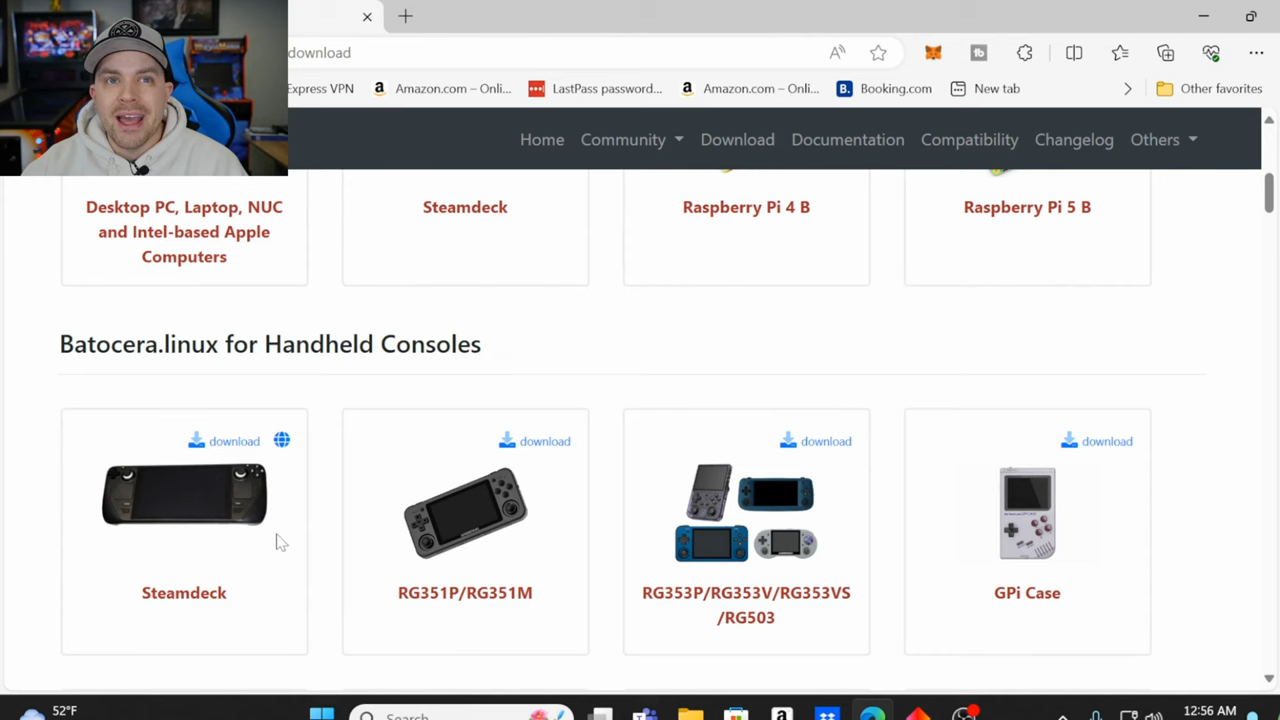 download
Express VPN
Amazon.com – Onli...
LastPass password...
Amazon.com – Onli...
Booking.com
New tab
Other favorites
Home
Community
Download
Documentation
Compatibility
Changelog
Others
Desktop PC, Laptop, NUC
and Intel-based Apple
Computers
Steamdeck
Raspberry Pi 4 B
Raspberry Pi 5 B
Batocera.linux for Handheld Consoles
download
download
download
download
Steamdeck
RG351P/RG351M
RG353P/RG353V/RG353VS
/RG503
GPi Case
52°F
Search
12:56 AM